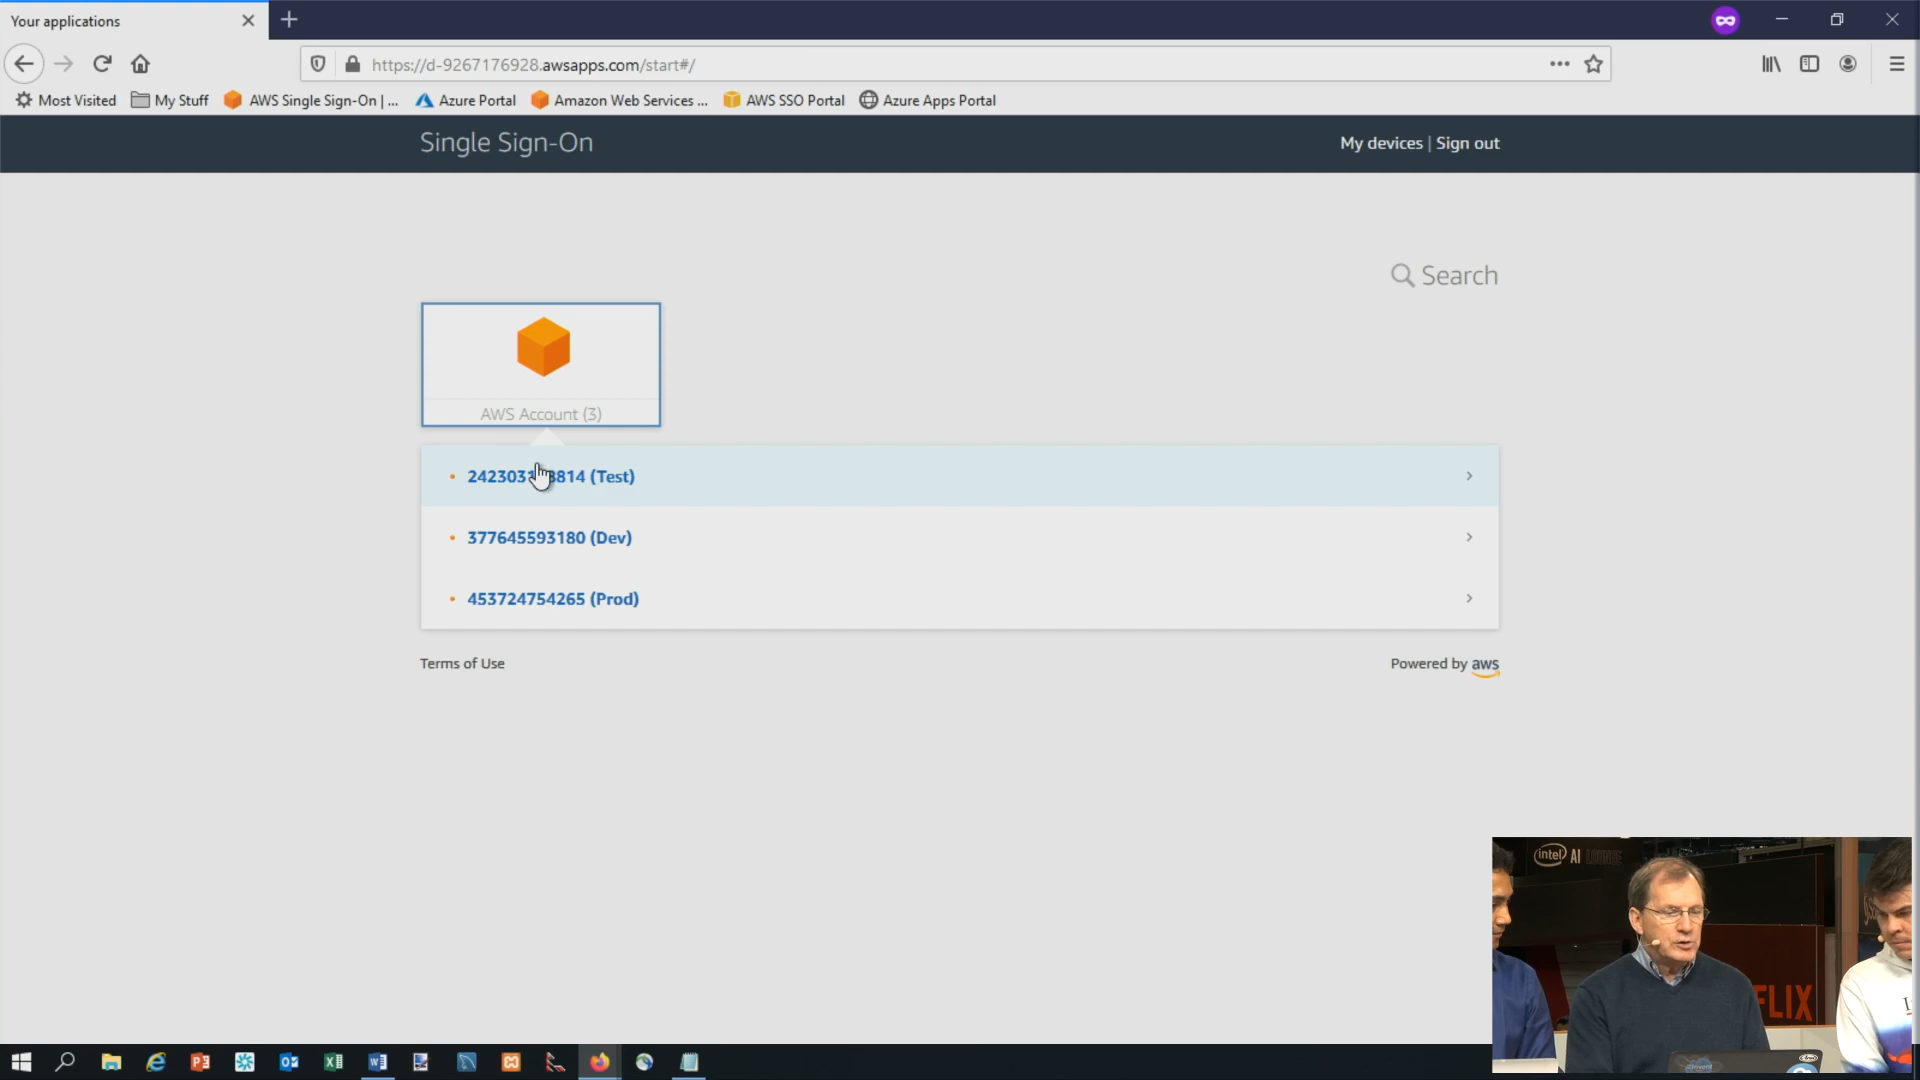 Your applications
https://d-9267176928.awsapps.com/start#/
Most Visited My Stuff AWS Single Sign-On | ... Azure Portal Amazon Web Services ... AWS SSO Portal Azure Apps Portal
Single Sign-On
My devices | Sign out
Search
AWS Account (3)
(Test)
377645593180 (Dev)
453724754265 (Prod)
Terms of Use
Powered by aws
intel AI LOUNGE
FLIX